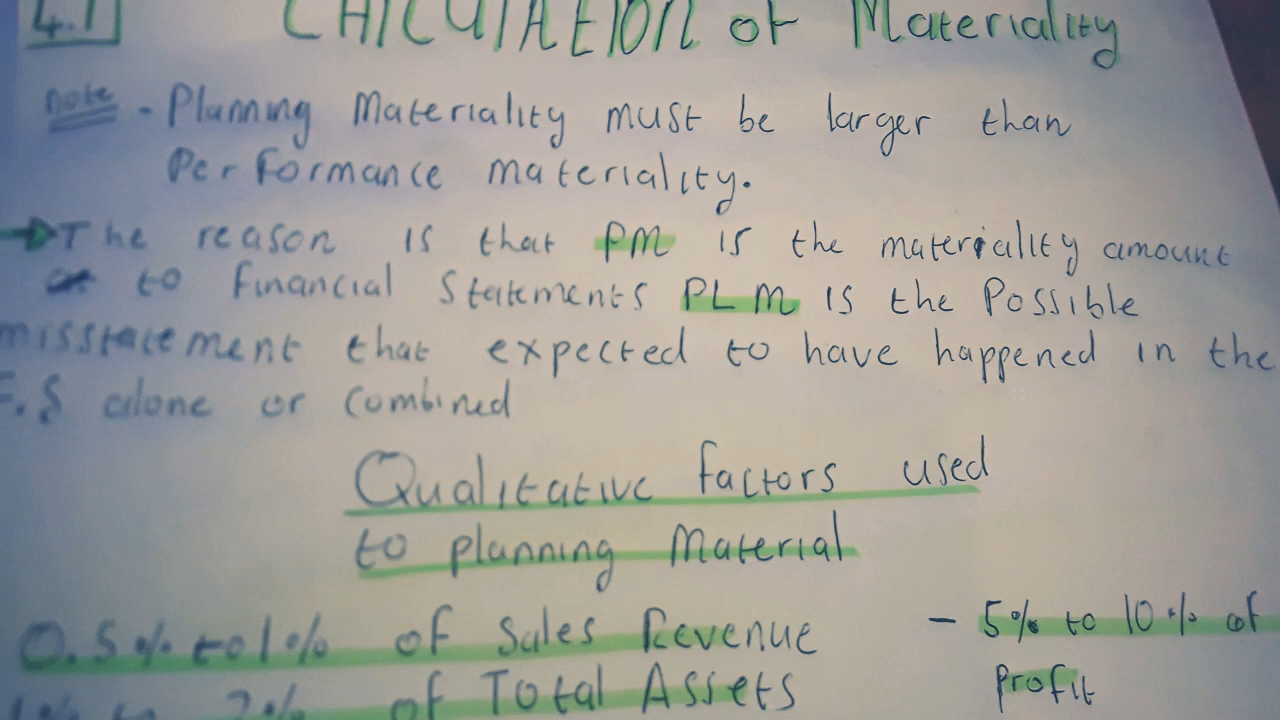 4.1 CALCULATION of Materiality
note - Planning Materiality must be larger than
Performance materiality.
The reason is that PM is the materiality amount
to financial Statements PLM is the Possible
misstatement that expected to have happened in the
F.S alone or combined
Qualitative factors used
to planning Material
0.5% to 1% of Sales Revenue - 5% to 10% of
profit
1% to 2% of Total Assets